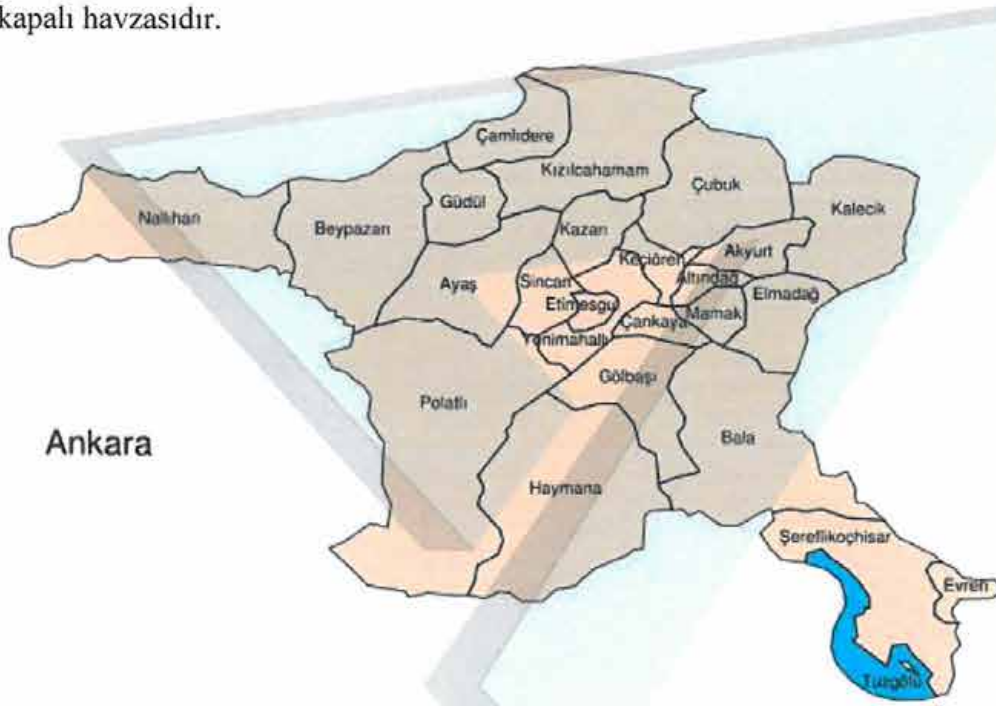 kapalı havzasıdır.
Çamlıdere
Kızılcahamam
Çubuk
Kalecik
Nallıhan
Beypazarı
Güdül
Kazan
Keçiören
Akyurt
Ayaş
Sincan
Altındağ
Elmadağ
Etimesgu
Çankaya
Mamak
Yenimahalle
Gölbaşı
Polatlı
Bala
Ankara
Haymana
Şereflikoçhisar
Evren
Tuzgölü